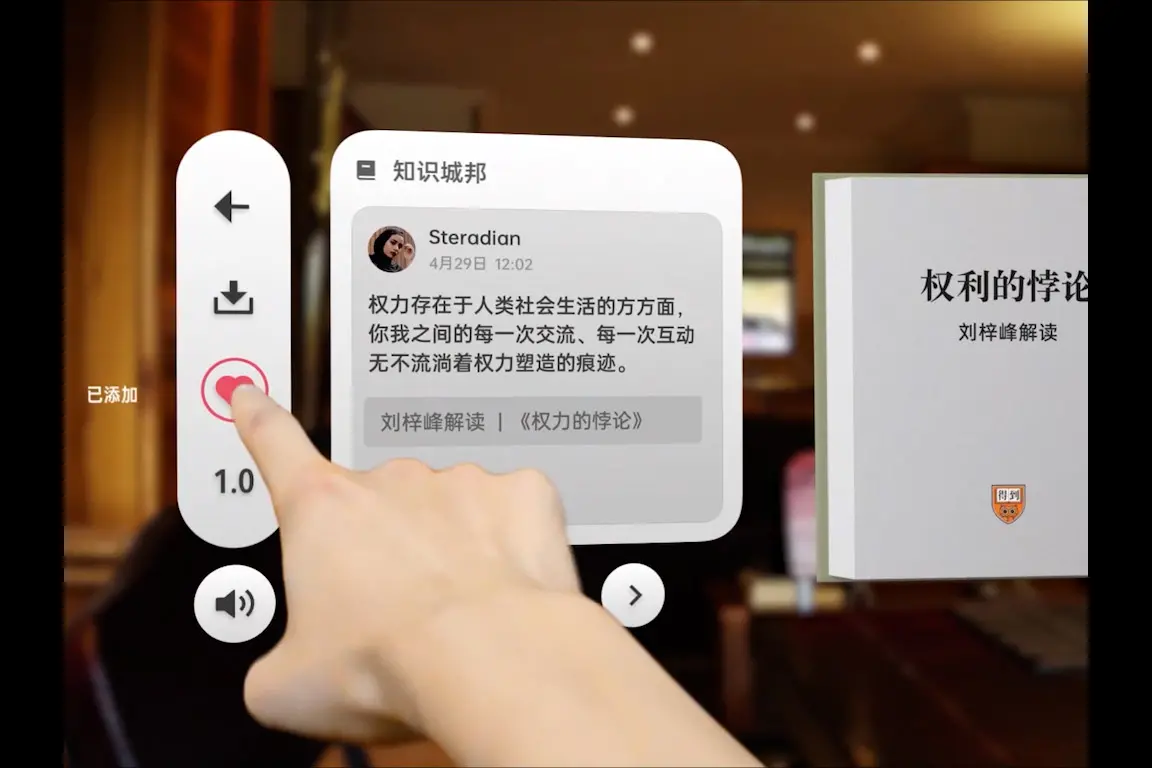 已添加
1.0
知识城邦
Steradian
4月29日 12:02
权力存在于人类社会生活的方方面，
你我之间的每一次交流、每一次互动
无不流淌着权力塑造的痕迹。
刘梓峰解读 | 《权力的悖论》
权利的悖论
刘梓峰解读
得到